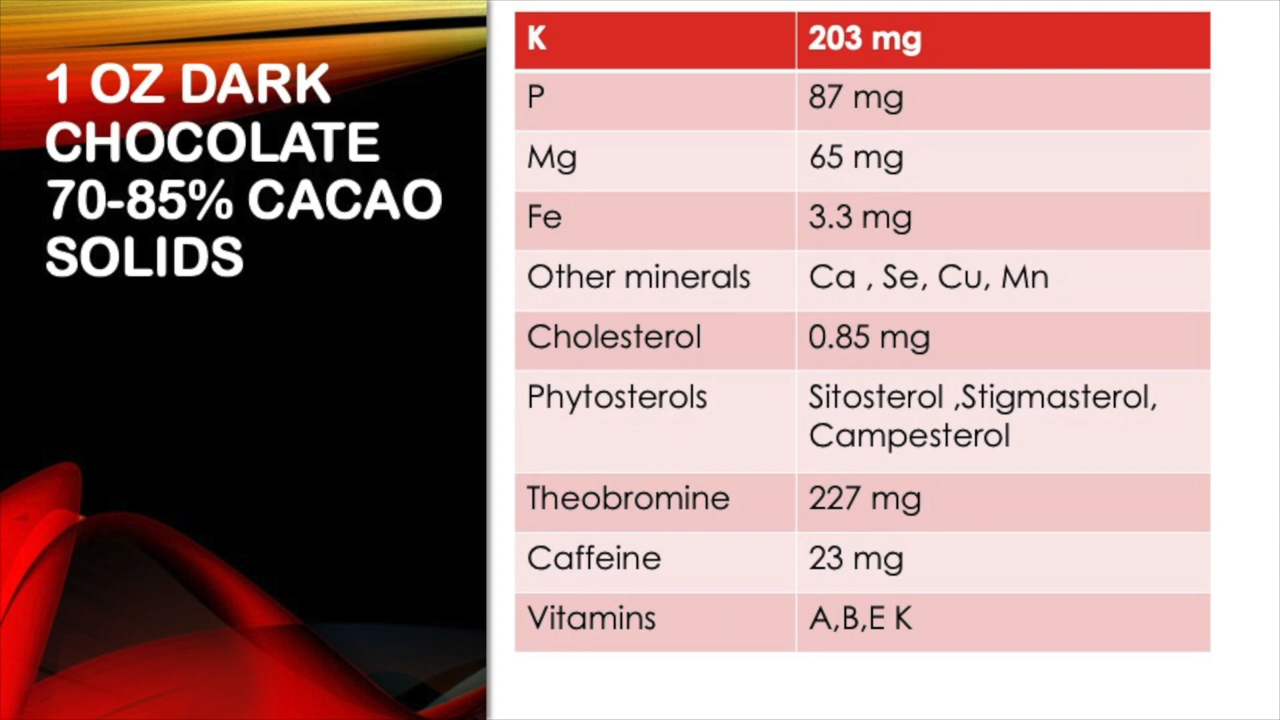 1 OZ DARK
CHOCOLATE
70-85% CACAO
SOLIDS
K 203 mg
P 87 mg
Mg 65 mg
Fe 3.3 mg
Other minerals Ca , Se, Cu, Mn
Cholesterol 0.85 mg
Phytosterols Sitosterol ,Stigmasterol,
Campesterol
Theobromine 227 mg
Caffeine 23 mg
Vitamins A,B,E K